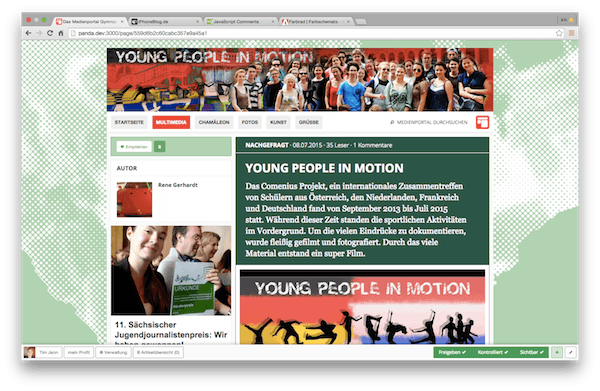 Das Medienportal Gymnas
iPhoneBlog.de
JavaScript Comments
Farbrad | Farbschemata
panda.dev:3000/page/559d6b2c60cabc357e9a45a1
YOUNG PEOPLE IN MOTION
STARTSEITE
MULTIMEDIA
CHAMÄLEON
FOTOS
KUNST
GRÜSSE
MEDIENPORTAL DURCHSUCHEN
Empfehlen
8
NACHGEFRAGT · 08.07.2015 · 35 Leser · 1 Kommentare
AUTOR
Rene Gerhardt
YOUNG PEOPLE IN MOTION
Das Comenius Projekt, ein internationales Zusammentreffen
von Schülern aus Österreich, den Niederlanden, Frankreich
und Deutschland fand von September 2013 bis Juli 2015
statt. Während dieser Zeit standen die sportlichen Aktivitäten
im Vordergrund. Um die vielen Eindrücke zu dokumentieren,
wurde fleißig gefilmt und fotografiert. Durch das viele
Material entstand ein super Film.
URKUNDE
YOUNG PEOPLE IN MOTION
11. Sächsischer
Jugendjournalistenpreis: Wir
Tim Jann
mein Profil
Verwaltung
Artikelübersicht (0)
Freigeben ✔
Kontrolliert ✔
Sichtbar ✔